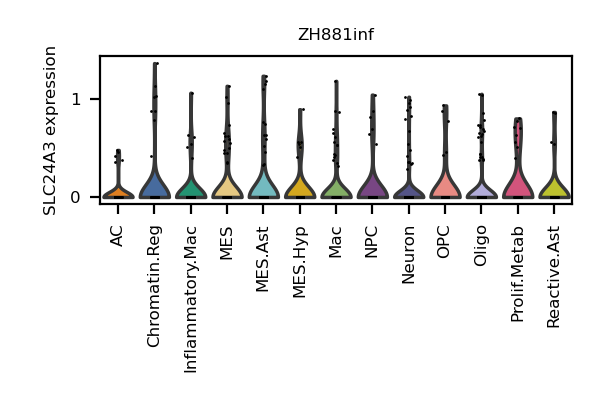 ZH881inf
SLC24A3 expression
1
0
AC
Chromatin.Reg
Inflammatory.Mac
MES
MES.Ast
MES.Hyp
Mac
NPC
Neuron
OPC
Oligo
Prolif.Metab
Reactive.Ast